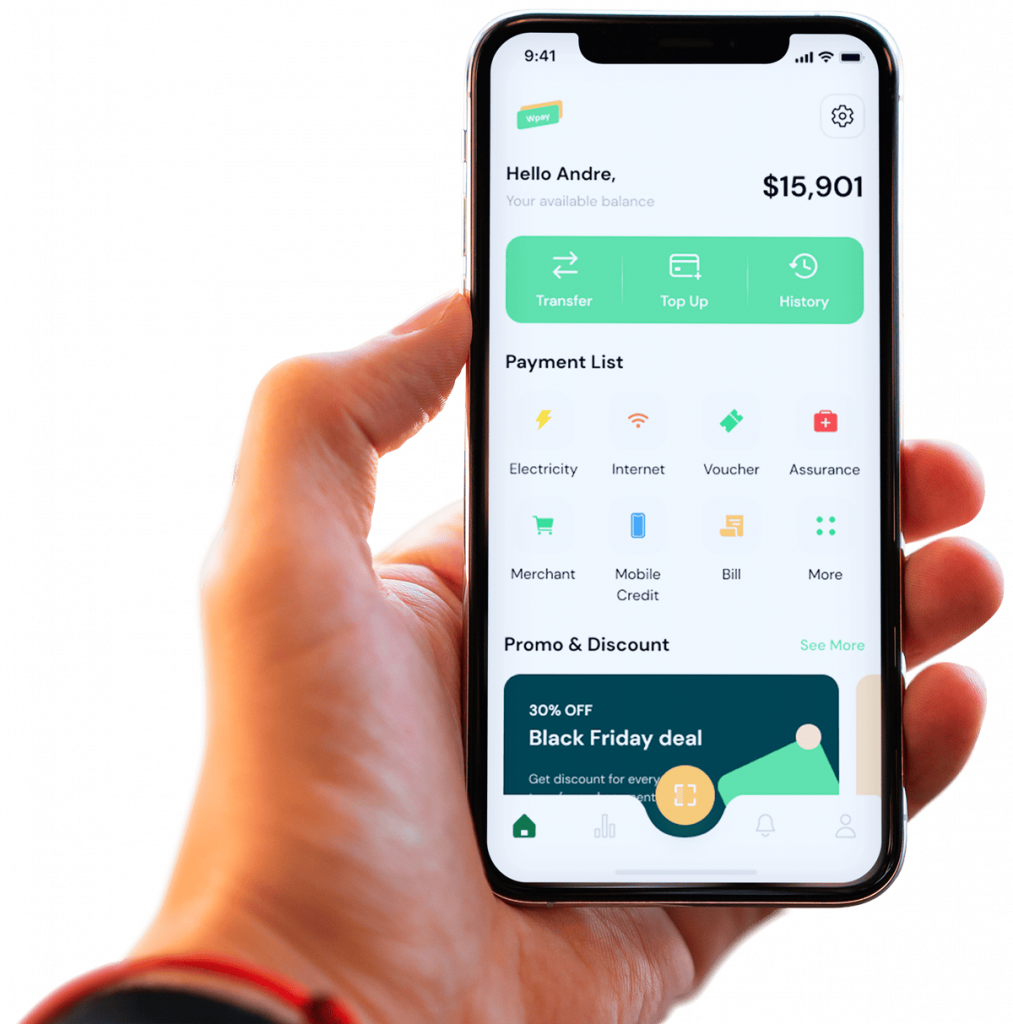 9:41
Wpay
Hello Andre,
$15,901
Your available balance
Transfer
Top Up
History
Payment List
Electricity
Internet
Voucher
Assurance
Merchant
Mobile
Credit
Bill
More
Promo & Discount
See More
30% OFF
Black Friday deal
Get discount for every